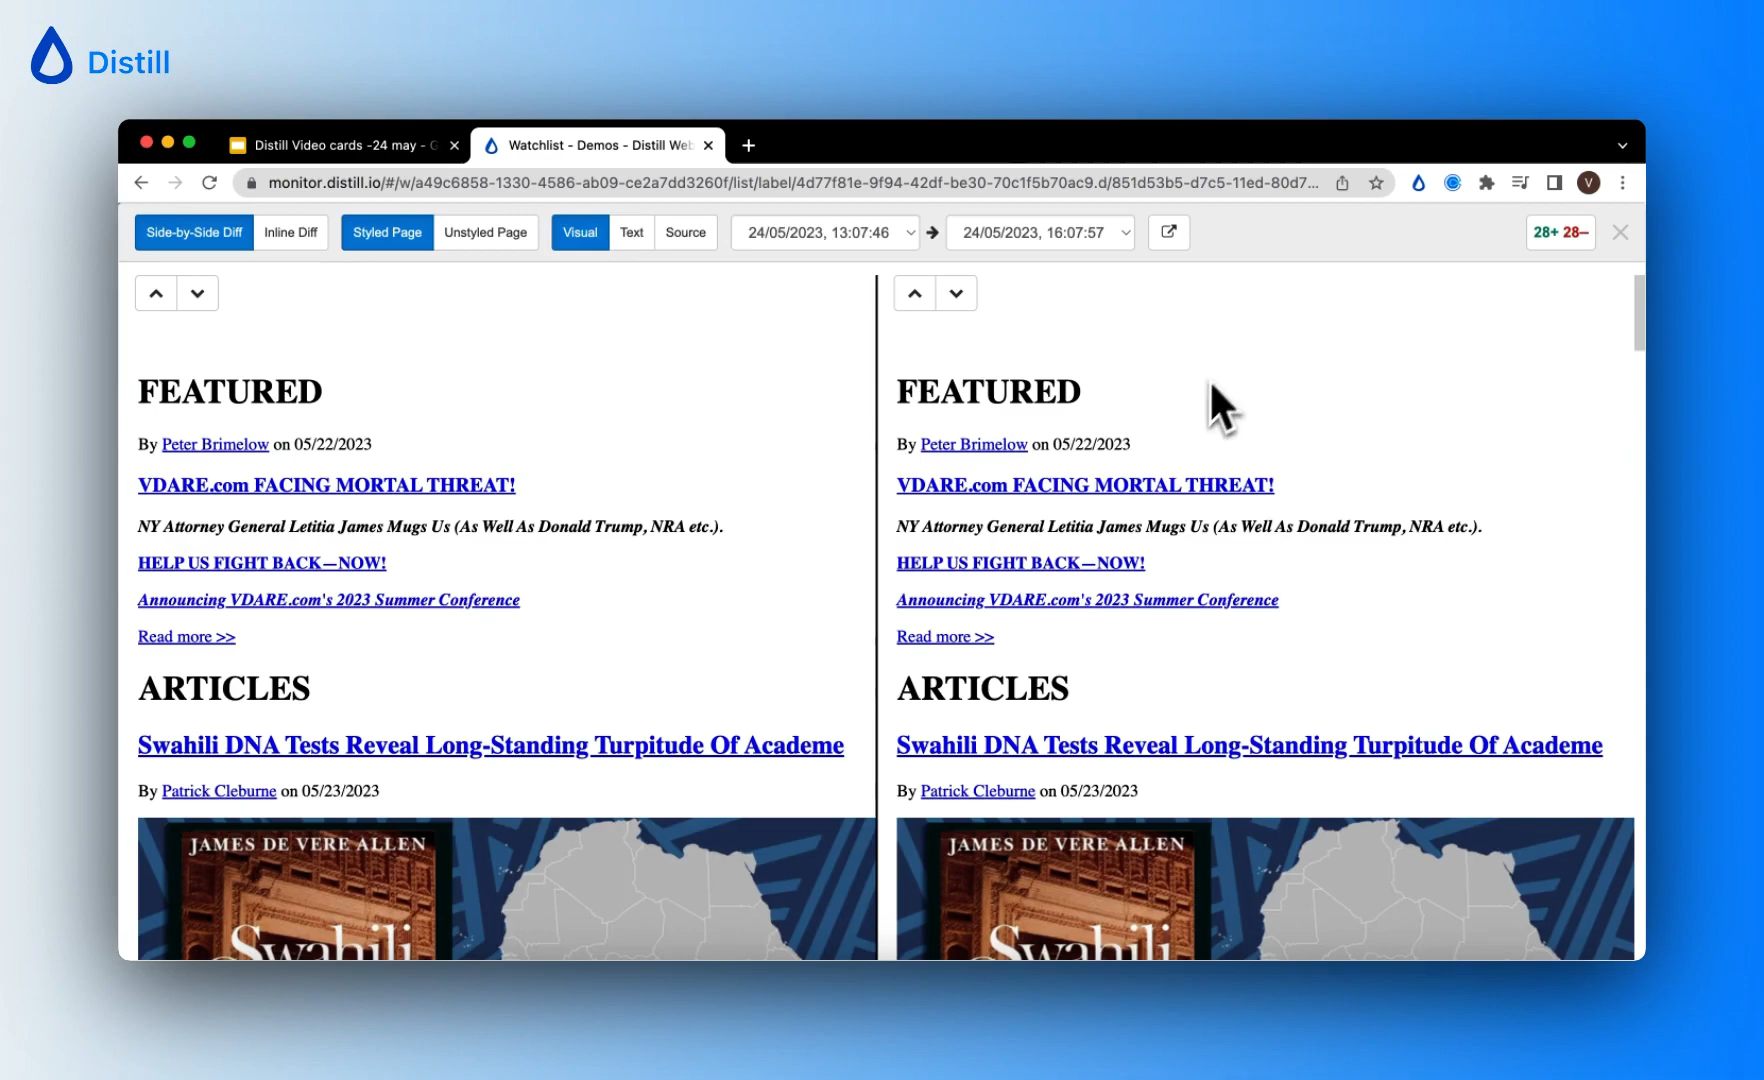 Distill
Distill Video cards -24 may - G
Watchlist - Demos - Distill Web
monitor.distill.io/#/w/a49c6858-1330-4586-ab09-ce2a7dd3260f/list/label/4d77f81e-9f94-42df-be30-70c1f5b70ac9.d/851d53b5-d7c5-11ed-80d7...
V
Side-by-Side Diff Inline Diff Styled Page Unstyled Page Visual Text Source 24/05/2023, 13:07:46 24/05/2023, 16:07:57 28+ 28–
FEATURED
By Peter Brimelow on 05/22/2023
VDARE.com FACING MORTAL THREAT!
NY Attorney General Letitia James Mugs Us (As Well As Donald Trump, NRA etc.).
HELP US FIGHT BACK—NOW!
Announcing VDARE.com's 2023 Summer Conference
Read more >>
ARTICLES
Swahili DNA Tests Reveal Long-Standing Turpitude Of Academe
By Patrick Cleburne on 05/23/2023
JAMES DE VERE ALLEN
Swahili
FEATURED
By Peter Brimelow on 05/22/2023
VDARE.com FACING MORTAL THREAT!
NY Attorney General Letitia James Mugs Us (As Well As Donald Trump, NRA etc.).
HELP US FIGHT BACK—NOW!
Announcing VDARE.com's 2023 Summer Conference
Read more >>
ARTICLES
Swahili DNA Tests Reveal Long-Standing Turpitude Of Academe
By Patrick Cleburne on 05/23/2023
JAMES DE VERE ALLEN
Swahili